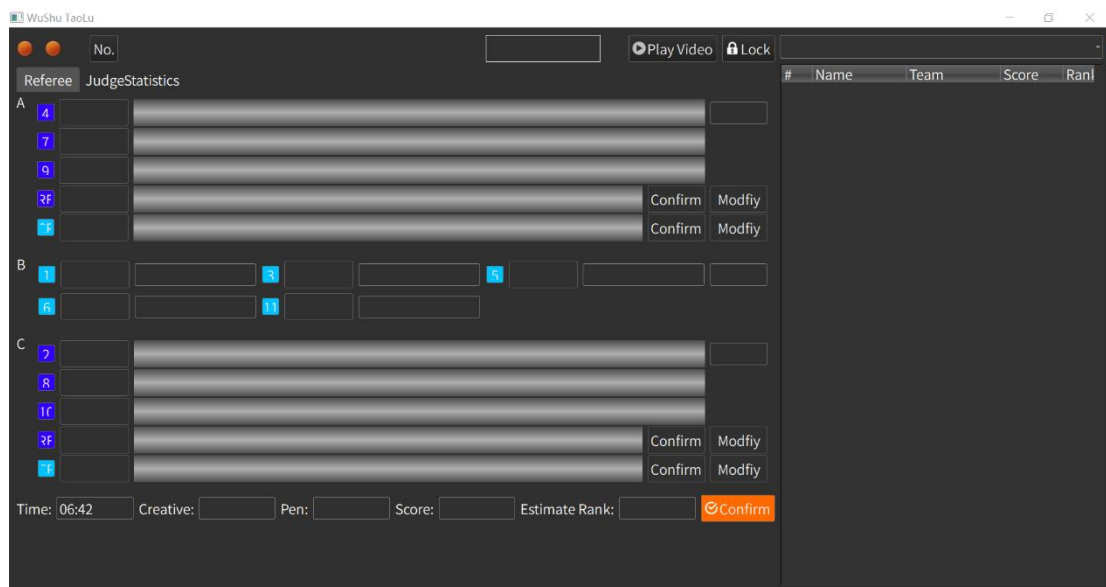 WuShu TaoLu
No. Play Video Lock
Referee JudgeStatistics
# Name Team Score
A
4
7
9
Confirm Modfiy
Confirm Modfiy
B
1 3 5
6 11
C
2
8
Confirm Modfiy
Confirm Modfiy
Time: 06:42 Creative: Pen: Score: Estimate Rank: Confirm